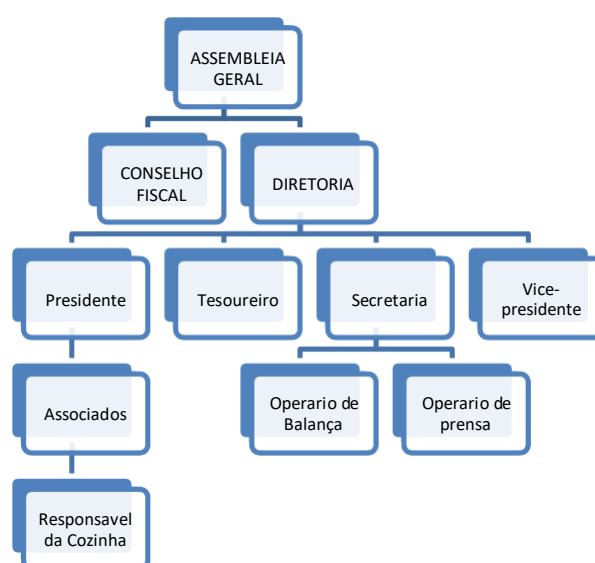 ASSEMBLEIA
GERAL
CONSELHO
FISCAL
DIRETORIA
Presidente
Tesoureiro
Secretaria
Vice-
presidente
Associados
Operario de
Balança
Operario de
prensa
Responsavel
da Cozinha